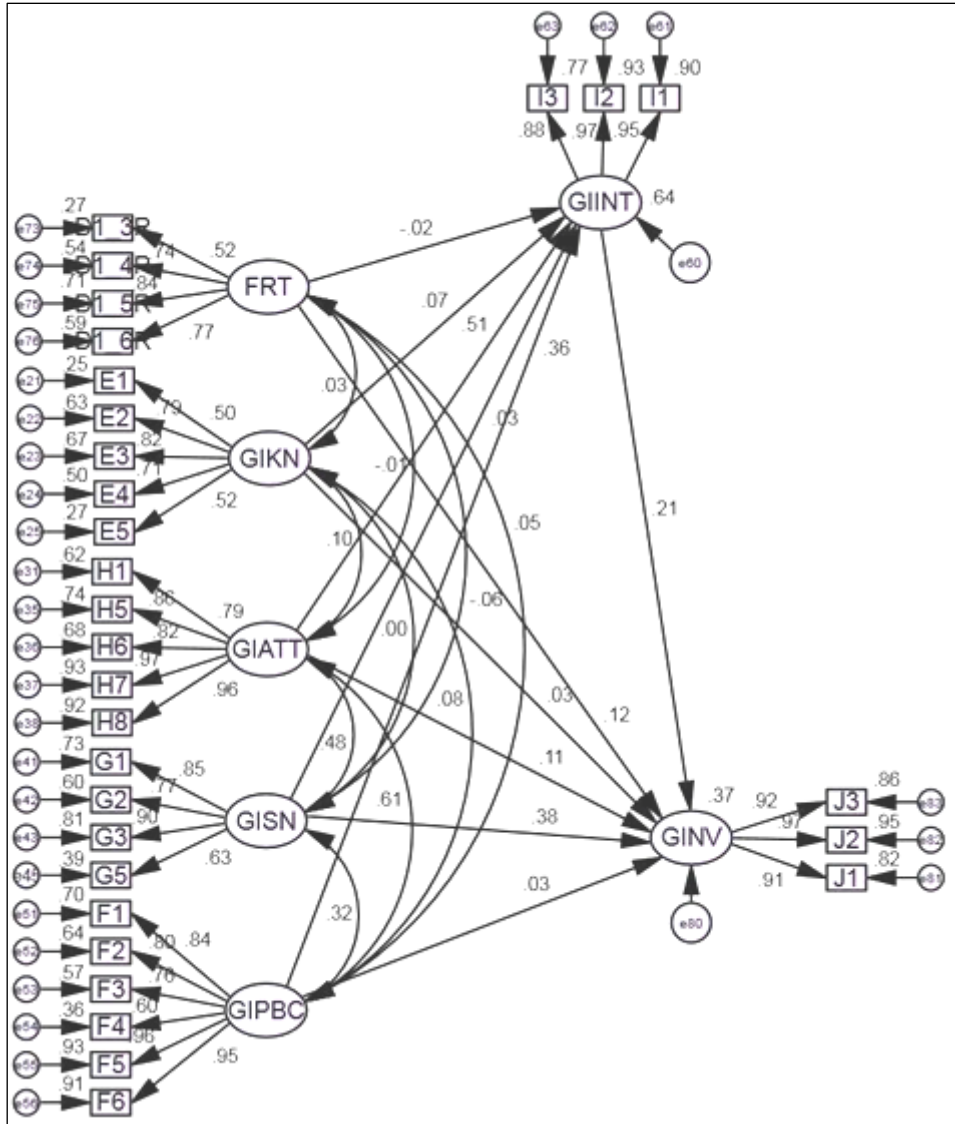 e63 e62 e61
.77 .93 .90
I3 I2 I1
.88 .97 .95
GIINT .64
e60
-.02
.27
e73 D1_3R .52
.54
e74 D1_4R .74
.71
e75 D1_5R .84
.59
e76 D1_6R .77
FRT
.07 .51 .36
.25
e21 E1 .50
.63
e22 E2 .79
.67
e23 E3 .82
.50
e24 E4 .71
.27
e25 E5 .52
GIKN
.03 .03
-.01 .21
.10 .05
.62
e31 H1 .79
.74
e35 H5 .86
.68
e36 H6 .82
.93
e37 H7 .97
.92
e38 H8 .96
GIATT
.00 -.06
.08 .03 .12
.48 .11
.73
e41 G1 .85
.60
e42 G2 .77
.81
e43 G3 .90
.39
e45 G5 .63
GISN
.61 .38
.32 .03
GINV .37
.92 J3 .86 e83
.97 J2 .95 e82
.91 J1 .82 e81
e80
.70
e51 F1 .84
.64
e52 F2 .80
.57
e53 F3 .76
.36
e54 F4 .60
.93
e55 F5 .96
.91
e56 F6 .95
GIPBC